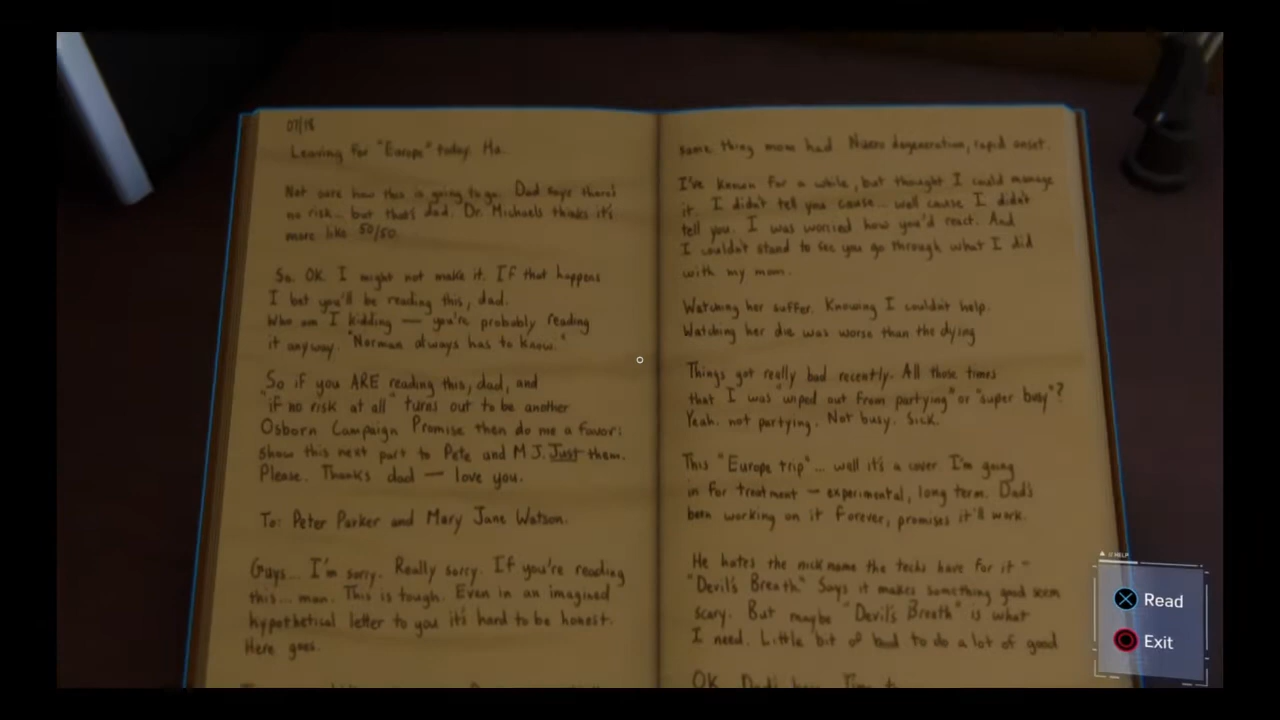 07/18
Leaving for "Europe" today. Ha.
Not sure how this is going to go. Dad says there's
no risk... but that's dad. Dr. Michaels thinks it's
more like 50/50.
So. OK. I might not make it. If that happens
I bet you'll be reading this, dad.
Who am I kidding — you're probably reading
it anyway. "Norman always has to know."
So if you ARE reading this, dad, and
"if no risk at all" turns out to be another
Osborn Campaign Promise then do me a favor:
show this next part to Pete and MJ. Just them.
Please. Thanks dad — love you.
To: Peter Parker and Mary Jane Watson.
Guys... I'm sorry. Really sorry. If you're reading
this... man. This is tough. Even in an imagined
hypothetical letter to you it's hard to be honest.
Here goes.
same thing mom had. Neuro degeneration, rapid onset.
I've known for a while, but thought I could manage
it. I didn't tell you cause... well cause I didn't
tell you. I was worried how you'd react. And
I couldn't stand to see you go through what I did
with my mom.
Watching her suffer. Knowing I couldn't help.
Watching her die was worse than the dying
Things got really bad recently. All those times
that I was "wiped out from partying" or "super busy"?
Yeah. not partying. Not busy. Sick.
This "Europe trip"... well it's a cover. I'm going
in for treatment — experimental, long term. Dad's
been working on it forever, promises it'll work.
He hates the nickname the techs have for it -
"Devil's Breath." Says it makes something good seem
scary. But maybe "Devil's Breath" is what
I need. Little bit of bad to do a lot of good
OK. Dad's here. Time to
HELP
Read
Exit